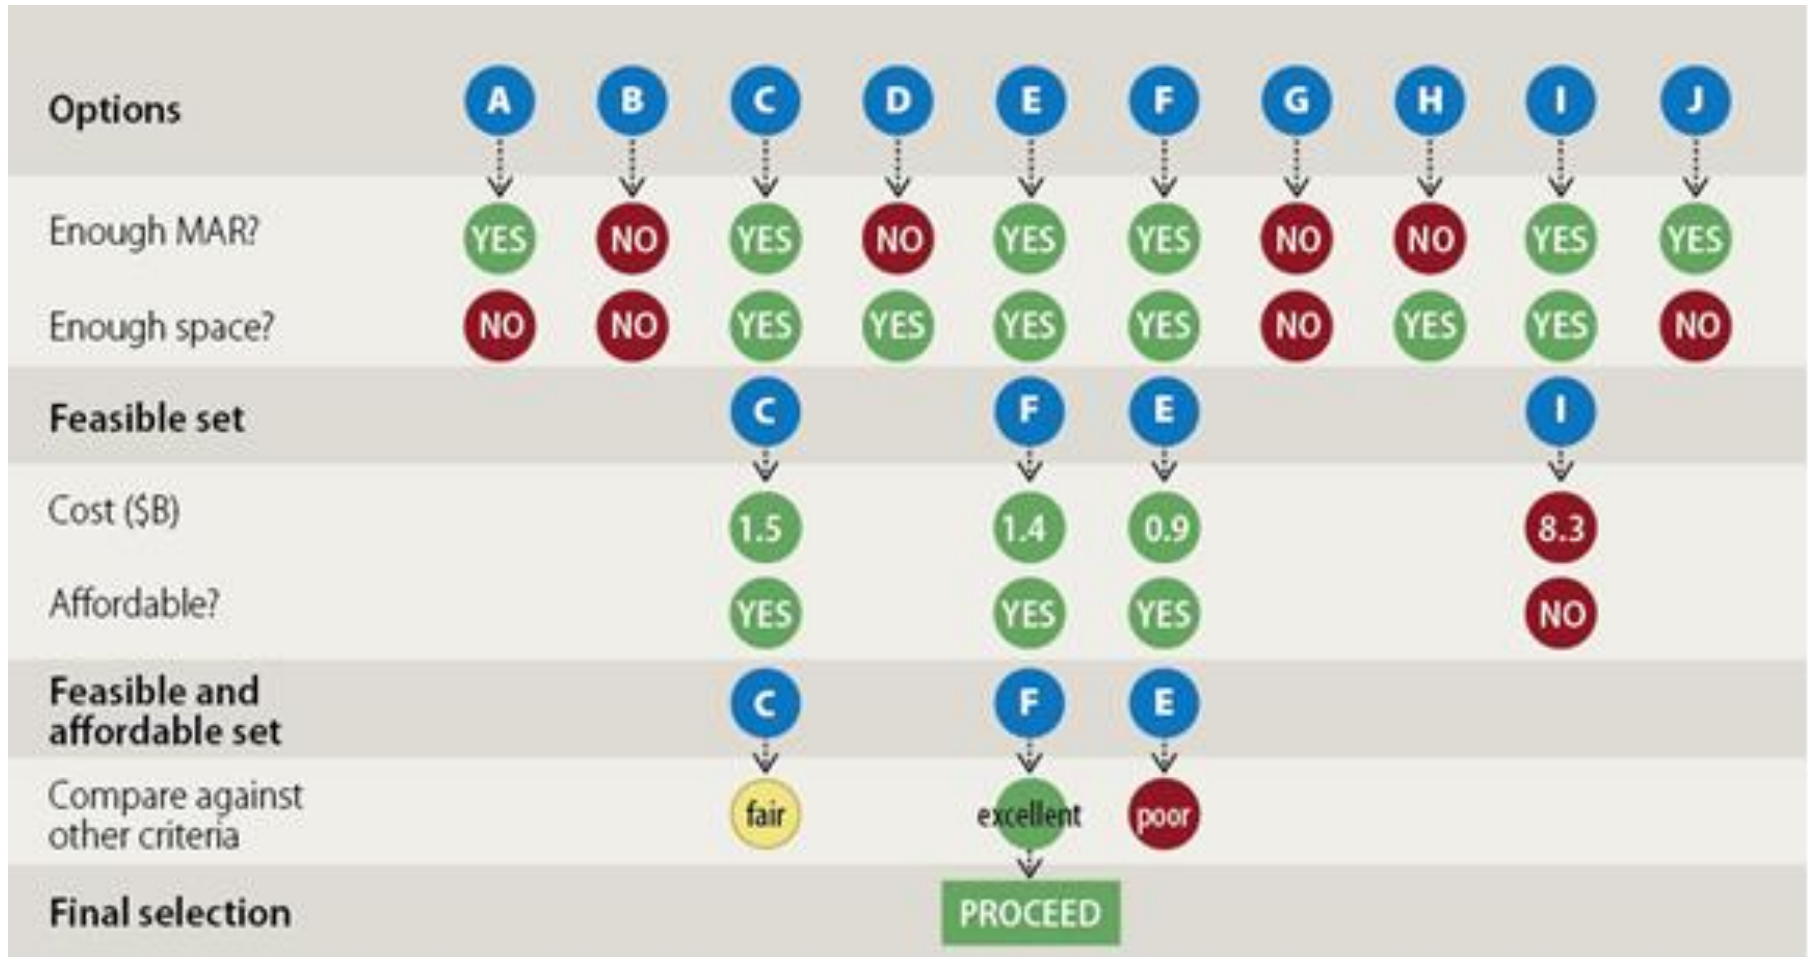 Options A B C D E F G H I J
Enough MAR? YES NO YES NO YES YES NO NO YES YES
Enough space? NO NO YES YES YES YES NO YES YES NO
Feasible set C F E I
Cost ($B) 1.5 1.4 0.9 8.3
Affordable? YES YES YES NO
Feasible and
affordable set C F E
Compare against
other criteria fair excellent poor
Final selection PROCEED